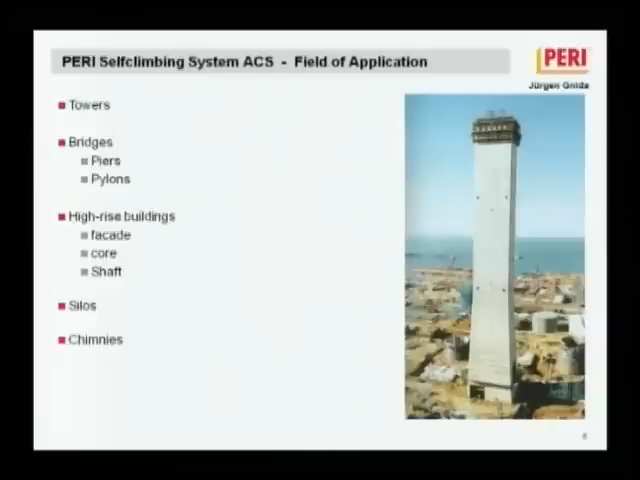 PERI Selfclimbing System ACS - Field of Application
PERI
Jürgen Gnida
Towers
Bridges
Piers
Pylons
High-rise buildings
facade
core
Shaft
Silos
Chimnies